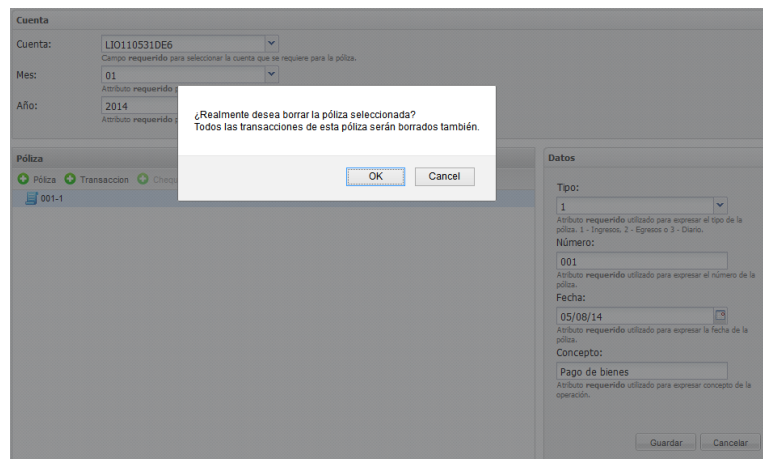 Cuenta
Cuenta:
LIO110531DE6
Campo requerido para seleccionar la cuenta que se requiere para la póliza.
Mes:
01
Atributo requerido
Año:
2014
Atributo requerido
¿Realmente desea borrar la póliza seleccionada?
Todos las transacciones de esta póliza serán borrados también.
OK Cancel
Póliza
Póliza Transaccion Chequ
001-1
Datos
Tipo:
1
Atributo requerido utilizado para expresar el tipo de la
póliza. 1 - Ingresos, 2 - Egresos o 3 - Diario.
Número:
001
Atributo requerido utilizado para expresar el número de la
póliza.
Fecha:
05/08/14
Atributo requerido utilizado para expresar la fecha de la
póliza.
Concepto:
Pago de bienes
Atributo requerido utilizado para expresar concepto de la
operación.
Guardar Cancelar